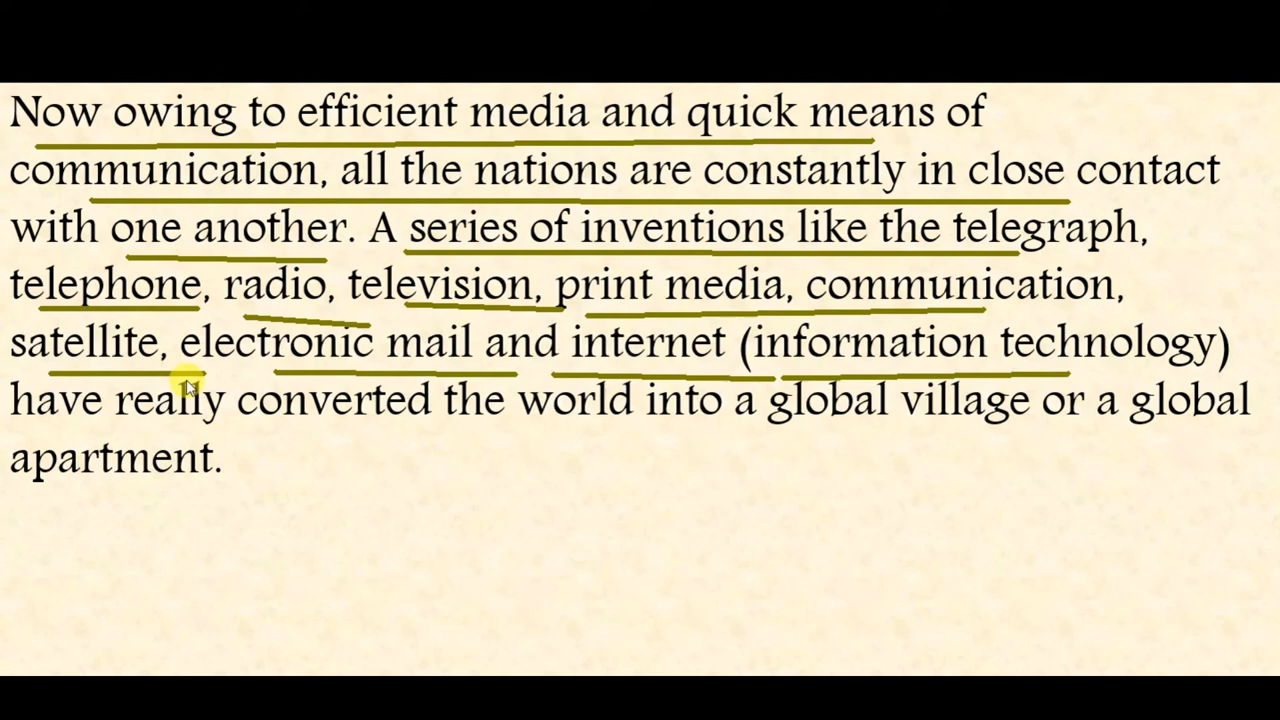 Now owing to efficient media and quick means of
communication, all the nations are constantly in close contact
with one another. A series of inventions like the telegraph,
telephone, radio, television, print media, communication,
satellite, electronic mail and internet (information technology)
have really converted the world into a global village or a global
apartment.